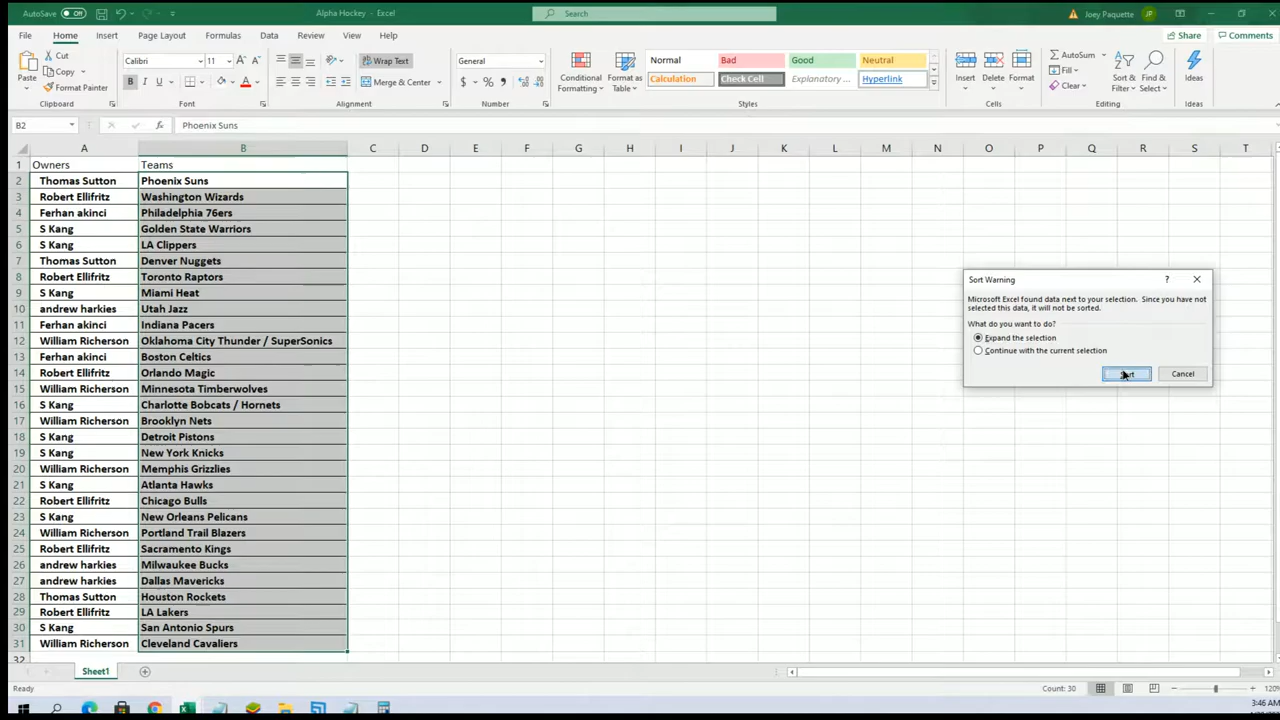 AutoSave Off Alpha Hockey - Excel Search Joey Paquette JP
File Home Insert Page Layout Formulas Data Review View Help Share Comments
Cut Calibri 11 Wrap Text General Normal Bad Good Neutral AutoSum
Copy Fill
Paste Format Painter Merge & Center Conditional Formatting Format as Table Calculation Check Cell Explanatory ... Hyperlink Insert Delete Format Clear Sort & Filter Find & Select Ideas
Clipboard Font Alignment Number Styles Cells Editing Ideas
B2 fx Phoenix Suns
A B C D E F G H I J K L M N O P Q R S T
1 Owners Teams
2 Thomas Sutton Phoenix Suns
3 Robert Ellifritz Washington Wizards
4 Ferhan akinci Philadelphia 76ers
5 S Kang Golden State Warriors
6 S Kang LA Clippers
7 Thomas Sutton Denver Nuggets
8 Robert Ellifritz Toronto Raptors
9 S Kang Miami Heat
10 andrew harkies Utah Jazz
11 Ferhan akinci Indiana Pacers
12 William Richerson Oklahoma City Thunder / SuperSonics
13 Ferhan akinci Boston Celtics
14 Robert Ellifritz Orlando Magic
15 William Richerson Minnesota Timberwolves
16 S Kang Charlotte Bobcats / Hornets
17 William Richerson Brooklyn Nets
18 S Kang Detroit Pistons
19 S Kang New York Knicks
20 William Richerson Memphis Grizzlies
21 S Kang Atlanta Hawks
22 Robert Ellifritz Chicago Bulls
23 S Kang New Orleans Pelicans
24 William Richerson Portland Trail Blazers
25 Robert Ellifritz Sacramento Kings
26 andrew harkies Milwaukee Bucks
27 andrew harkies Dallas Mavericks
28 Thomas Sutton Houston Rockets
29 Robert Ellifritz LA Lakers
30 S Kang San Antonio Spurs
31 William Richerson Cleveland Cavaliers
32
Sort Warning ?
Microsoft Excel found data next to your selection. Since you have not
selected this data, it will not be sorted.
What do you want to do?
Expand the selection
Continue with the current selection
Cancel
Sheet1
Ready Count: 30 120%
3:46 AM